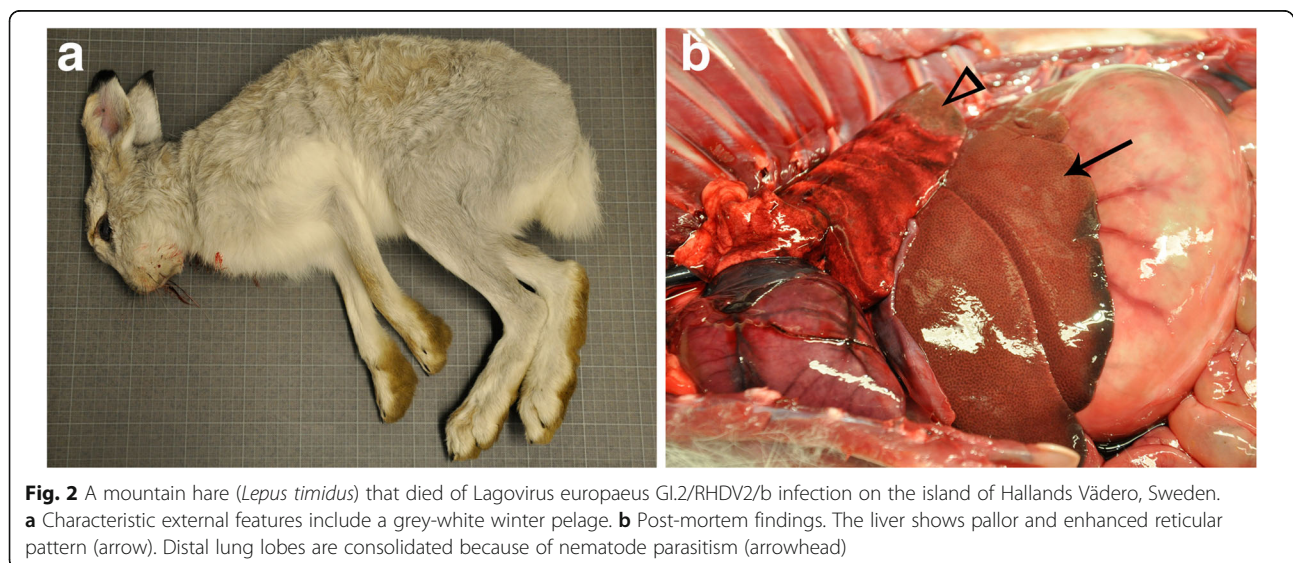 a
b
Fig. 2 A mountain hare (Lepus timidus) that died of Lagovirus europaeus GI.2/RHDV2/b infection on the island of Hallands Vädero, Sweden.
a Characteristic external features include a grey-white winter pelage. b Post-mortem findings. The liver shows pallor and enhanced reticular
pattern (arrow). Distal lung lobes are consolidated because of nematode parasitism (arrowhead)